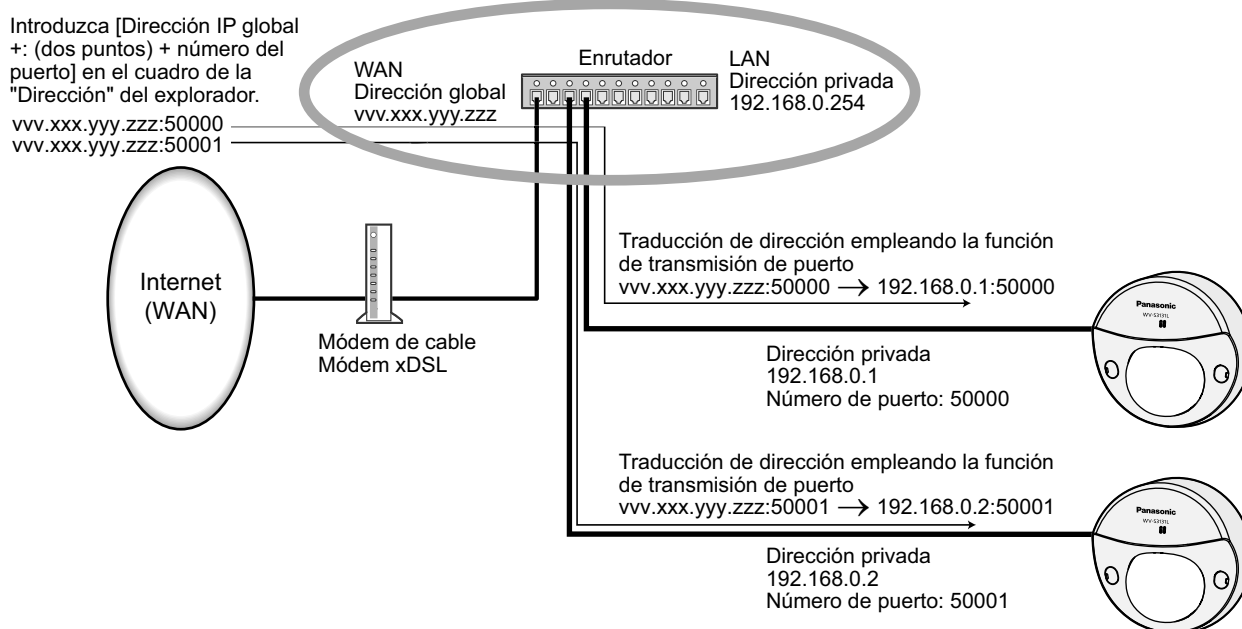 Introduzca [Dirección IP global
+: (dos puntos) + número del
puerto] en el cuadro de la
"Dirección" del explorador.
vvv.xxx.yyy.zzz:50000
vvv.xxx.yyy.zzz:50001
WAN
Dirección global
vvv.xxx.yyy.zzz
Enrutador
LAN
Dirección privada
192.168.0.254
Internet
(WAN)
Módem de cable
Módem xDSL
Traducción de dirección empleando la función
de transmisión de puerto
vvv.xxx.yyy.zzz:50000 → 192.168.0.1:50000
Panasonic
WV-S3131L
Dirección privada
192.168.0.1
Número de puerto: 50000
Traducción de dirección empleando la función
de transmisión de puerto
vvv.xxx.yyy.zzz:50001 → 192.168.0.2:50001
Panasonic
WV-S3131L
Dirección privada
192.168.0.2
Número de puerto: 50001